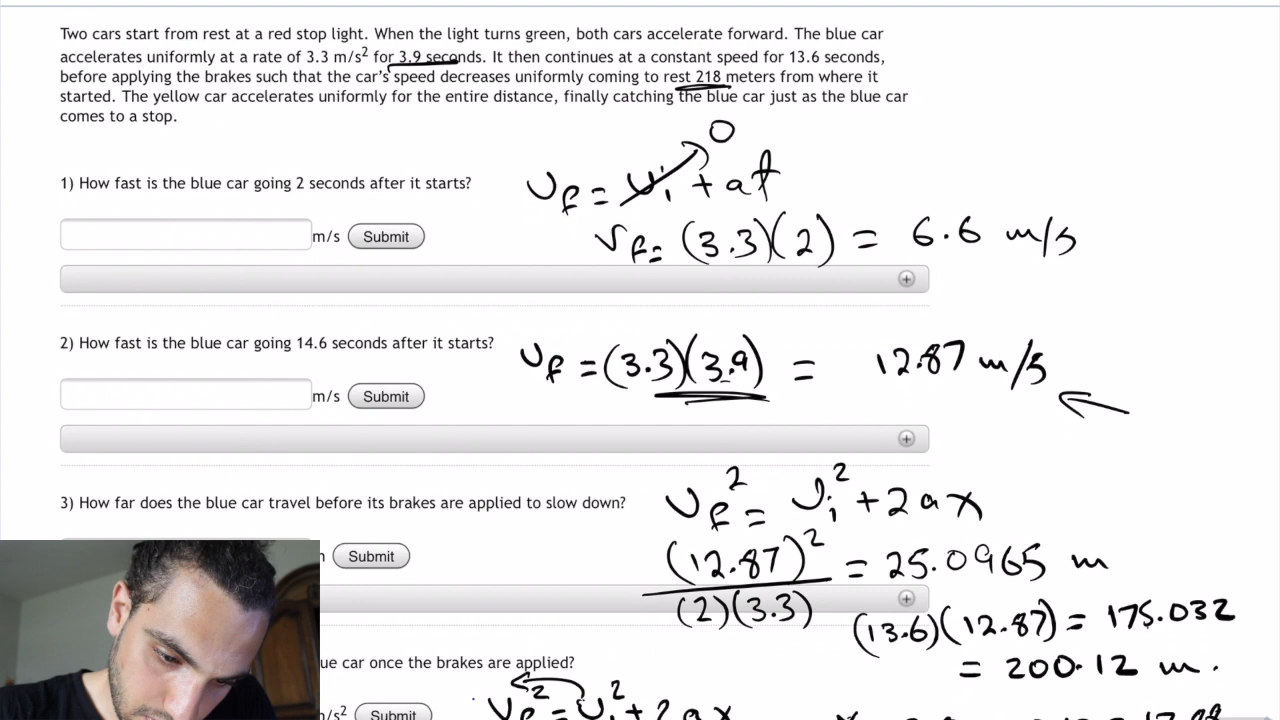 Two cars start from rest at a red stop light. When the light turns green, both cars accelerate forward. The blue car
accelerates uniformly at a rate of 3.3 m/s² for 3.9 seconds. It then continues at a constant speed for 13.6 seconds,
before applying the brakes such that the car's speed decreases uniformly coming to rest 218 meters from where it
started. The yellow car accelerates uniformly for the entire distance, finally catching the blue car just as the blue car
comes to a stop.
0
1) How fast is the blue car going 2 seconds after it starts?
Vf = Vi + at
m/s Submit
Vf = (3.3)(2) = 6.6 m/s
2) How fast is the blue car going 14.6 seconds after it starts?
Vf = (3.3)(3.9) = 12.87 m/s
m/s Submit
3) How far does the blue car travel before its brakes are applied to slow down?
Vf² = Vi² + 2ax
Submit
(12.87)² = 25.0965 m
(2)(3.3)
(13.6)(12.87) = 175.032
= 200.12 m.
ue car once the brakes are applied?
/s² Submit
Vf² = Vi² + 2ax